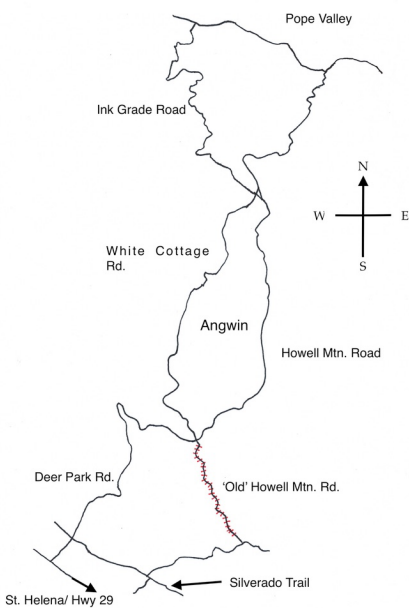 Pope Valley
Ink Grade Road
N
W
E
S
White Cottage
Rd.
Angwin
Howell Mtn. Road
Deer Park Rd.
'Old' Howell Mtn. Rd.
Silverado Trail
St. Helena/ Hwy 29